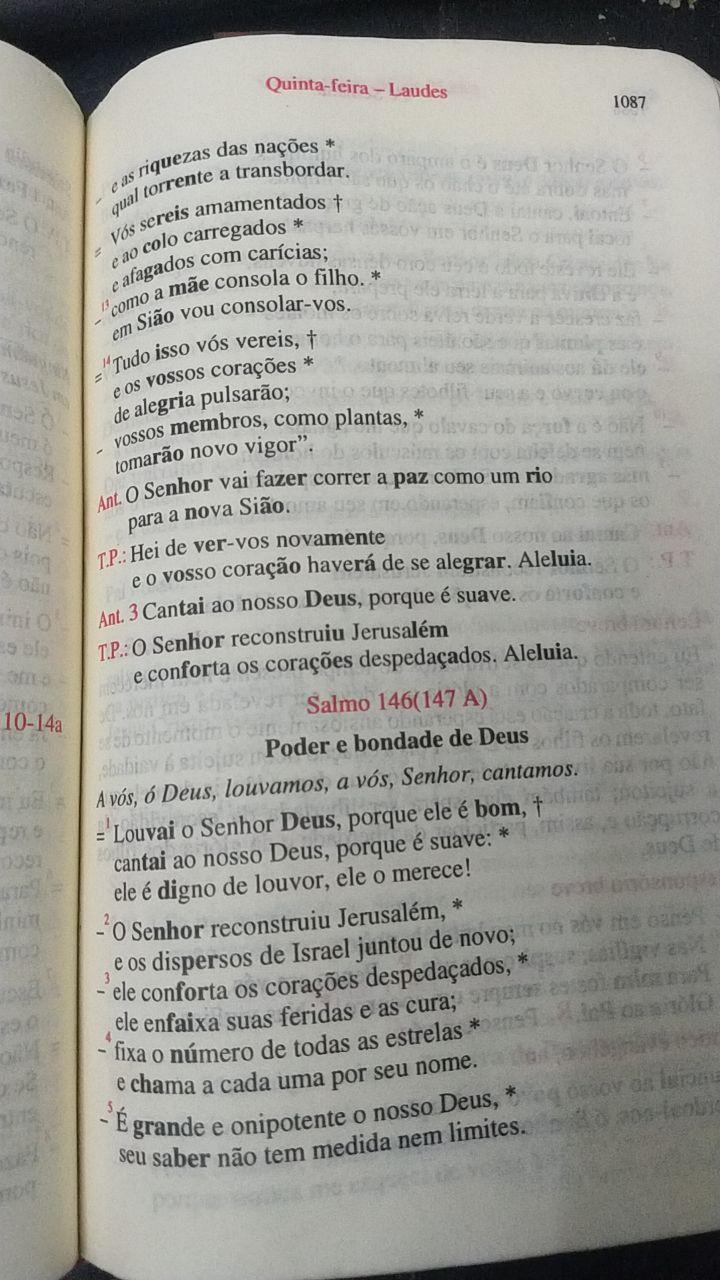 Quinta-feira – Laudes
1087
- e as riquezas das nações *
qual torrente a transbordar.
= Vós sereis amamentados †
e ao colo carregados *
e afagados com carícias;
-13 como a mãe consola o filho. *
em Sião vou consolar-vos.
=14 Tudo isso vós vereis, †
e os vossos corações *
de alegria pulsarão;
- vossos membros, como plantas, *
tomarão novo vigor”.
Ant. O Senhor vai fazer correr a paz como um rio
para a nova Sião.
T.P.: Hei de ver-vos novamente
e o vosso coração haverá de se alegrar. Aleluia.
Ant. 3 Cantai ao nosso Deus, porque é suave.
T.P.: O Senhor reconstruiu Jerusalém
e conforta os corações despedaçados. Aleluia.
10-14a
Salmo 146(147 A)
Poder e bondade de Deus
A vós, ó Deus, louvamos, a vós, Senhor, cantamos.
=1 Louvai o Senhor Deus, porque ele é bom, †
cantai ao nosso Deus, porque é suave: *
ele é digno de louvor, ele o merece!
-2 O Senhor reconstruiu Jerusalém, *
e os dispersos de Israel juntou de novo;
-3 ele conforta os corações despedaçados, *
ele enfaixa suas feridas e as cura;
-4 fixa o número de todas as estrelas *
e chama a cada uma por seu nome.
-5 É grande e onipotente o nosso Deus, *
seu saber não tem medida nem limites.